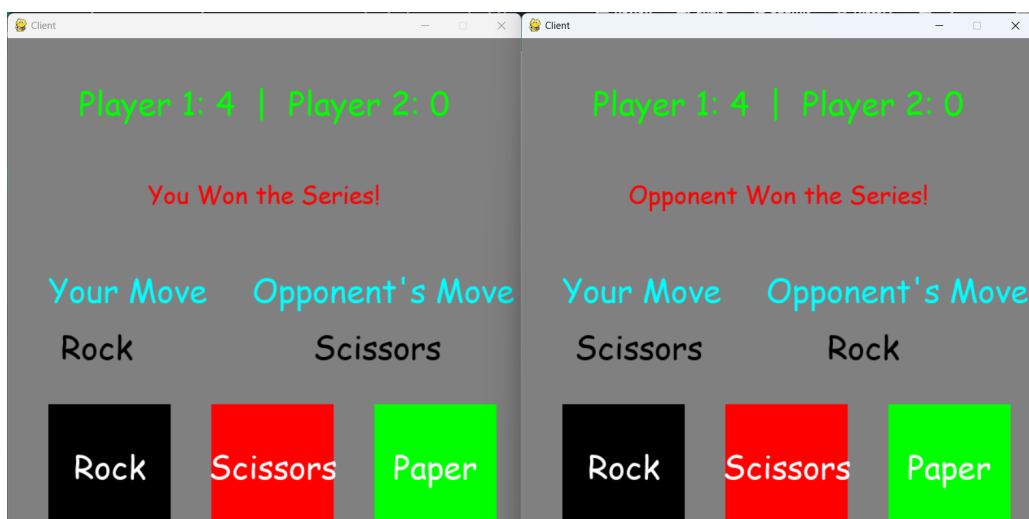 Client
Player 1: 4 | Player 2: 0
You Won the Series!
Your Move Opponent's Move
Rock Scissors
Rock Scissors Paper
Client
Player 1: 4 | Player 2: 0
Opponent Won the Series!
Your Move Opponent's Move
Scissors Rock
Rock Scissors Paper